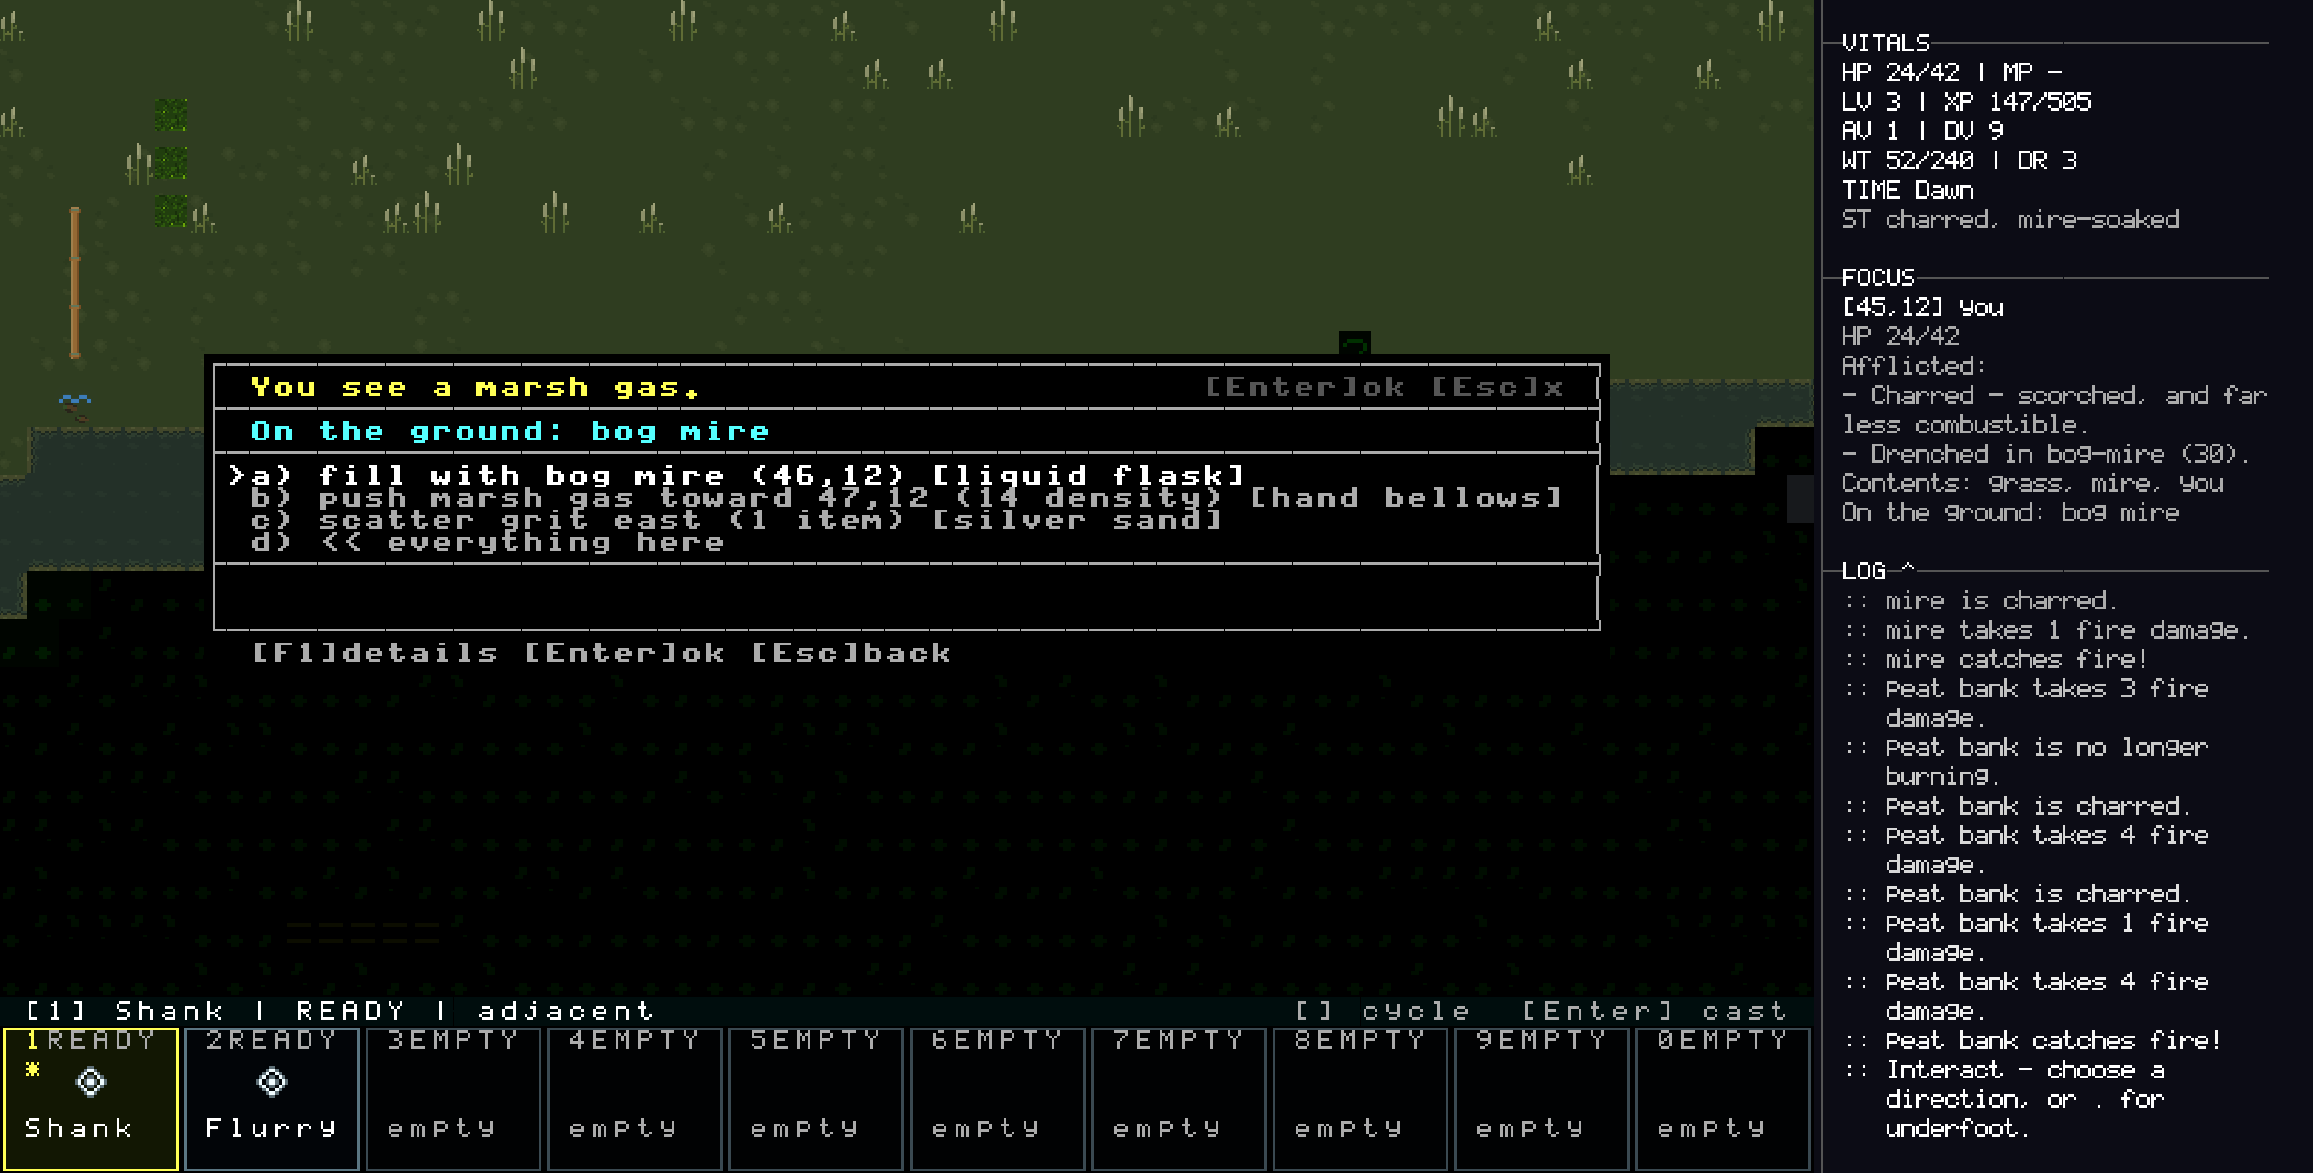 You see a marsh gas. [Enter]ok [Esc]x
On the ground: bog mire
>a) fill with bog mire (46,12) [liquid flask]
b) push marsh gas toward 47,12 (14 density) [hand bellows]
c) scatter grit east (1 item) [silver sand]
d) << everything here
[F1]details [Enter]ok [Esc]back
[1] Shank | READY | adjacent [] cycle [Enter] cast
1READY 2READY 3EMPTY 4EMPTY 5EMPTY 6EMPTY 7EMPTY 8EMPTY 9EMPTY 0EMPTY
*
Shank Flurry empty empty empty empty empty empty empty empty
VITALS
HP 24/42 | MP -
LV 3 | XP 147/505
AV 1 | DV 9
WT 52/240 | DR 3
TIME Dawn
ST charred, mire-soaked
FOCUS
[45,12] You
HP 24/42
Afflicted:
- Charred - scorched, and far
less combustible.
- Drenched in bog-mire (30).
Contents: grass, mire, you
On the ground: bog mire
LOG ^
:: mire is charred.
:: mire takes 1 fire damage.
:: mire catches fire!
:: Peat bank takes 3 fire
damage.
:: Peat bank is no longer
burning.
:: Peat bank is charred.
:: Peat bank takes 4 fire
damage.
:: Peat bank is charred.
:: Peat bank takes 1 fire
damage.
:: Peat bank takes 4 fire
damage.
:: Peat bank catches fire!
:: Interact - choose a
direction, or . for
underfoot.